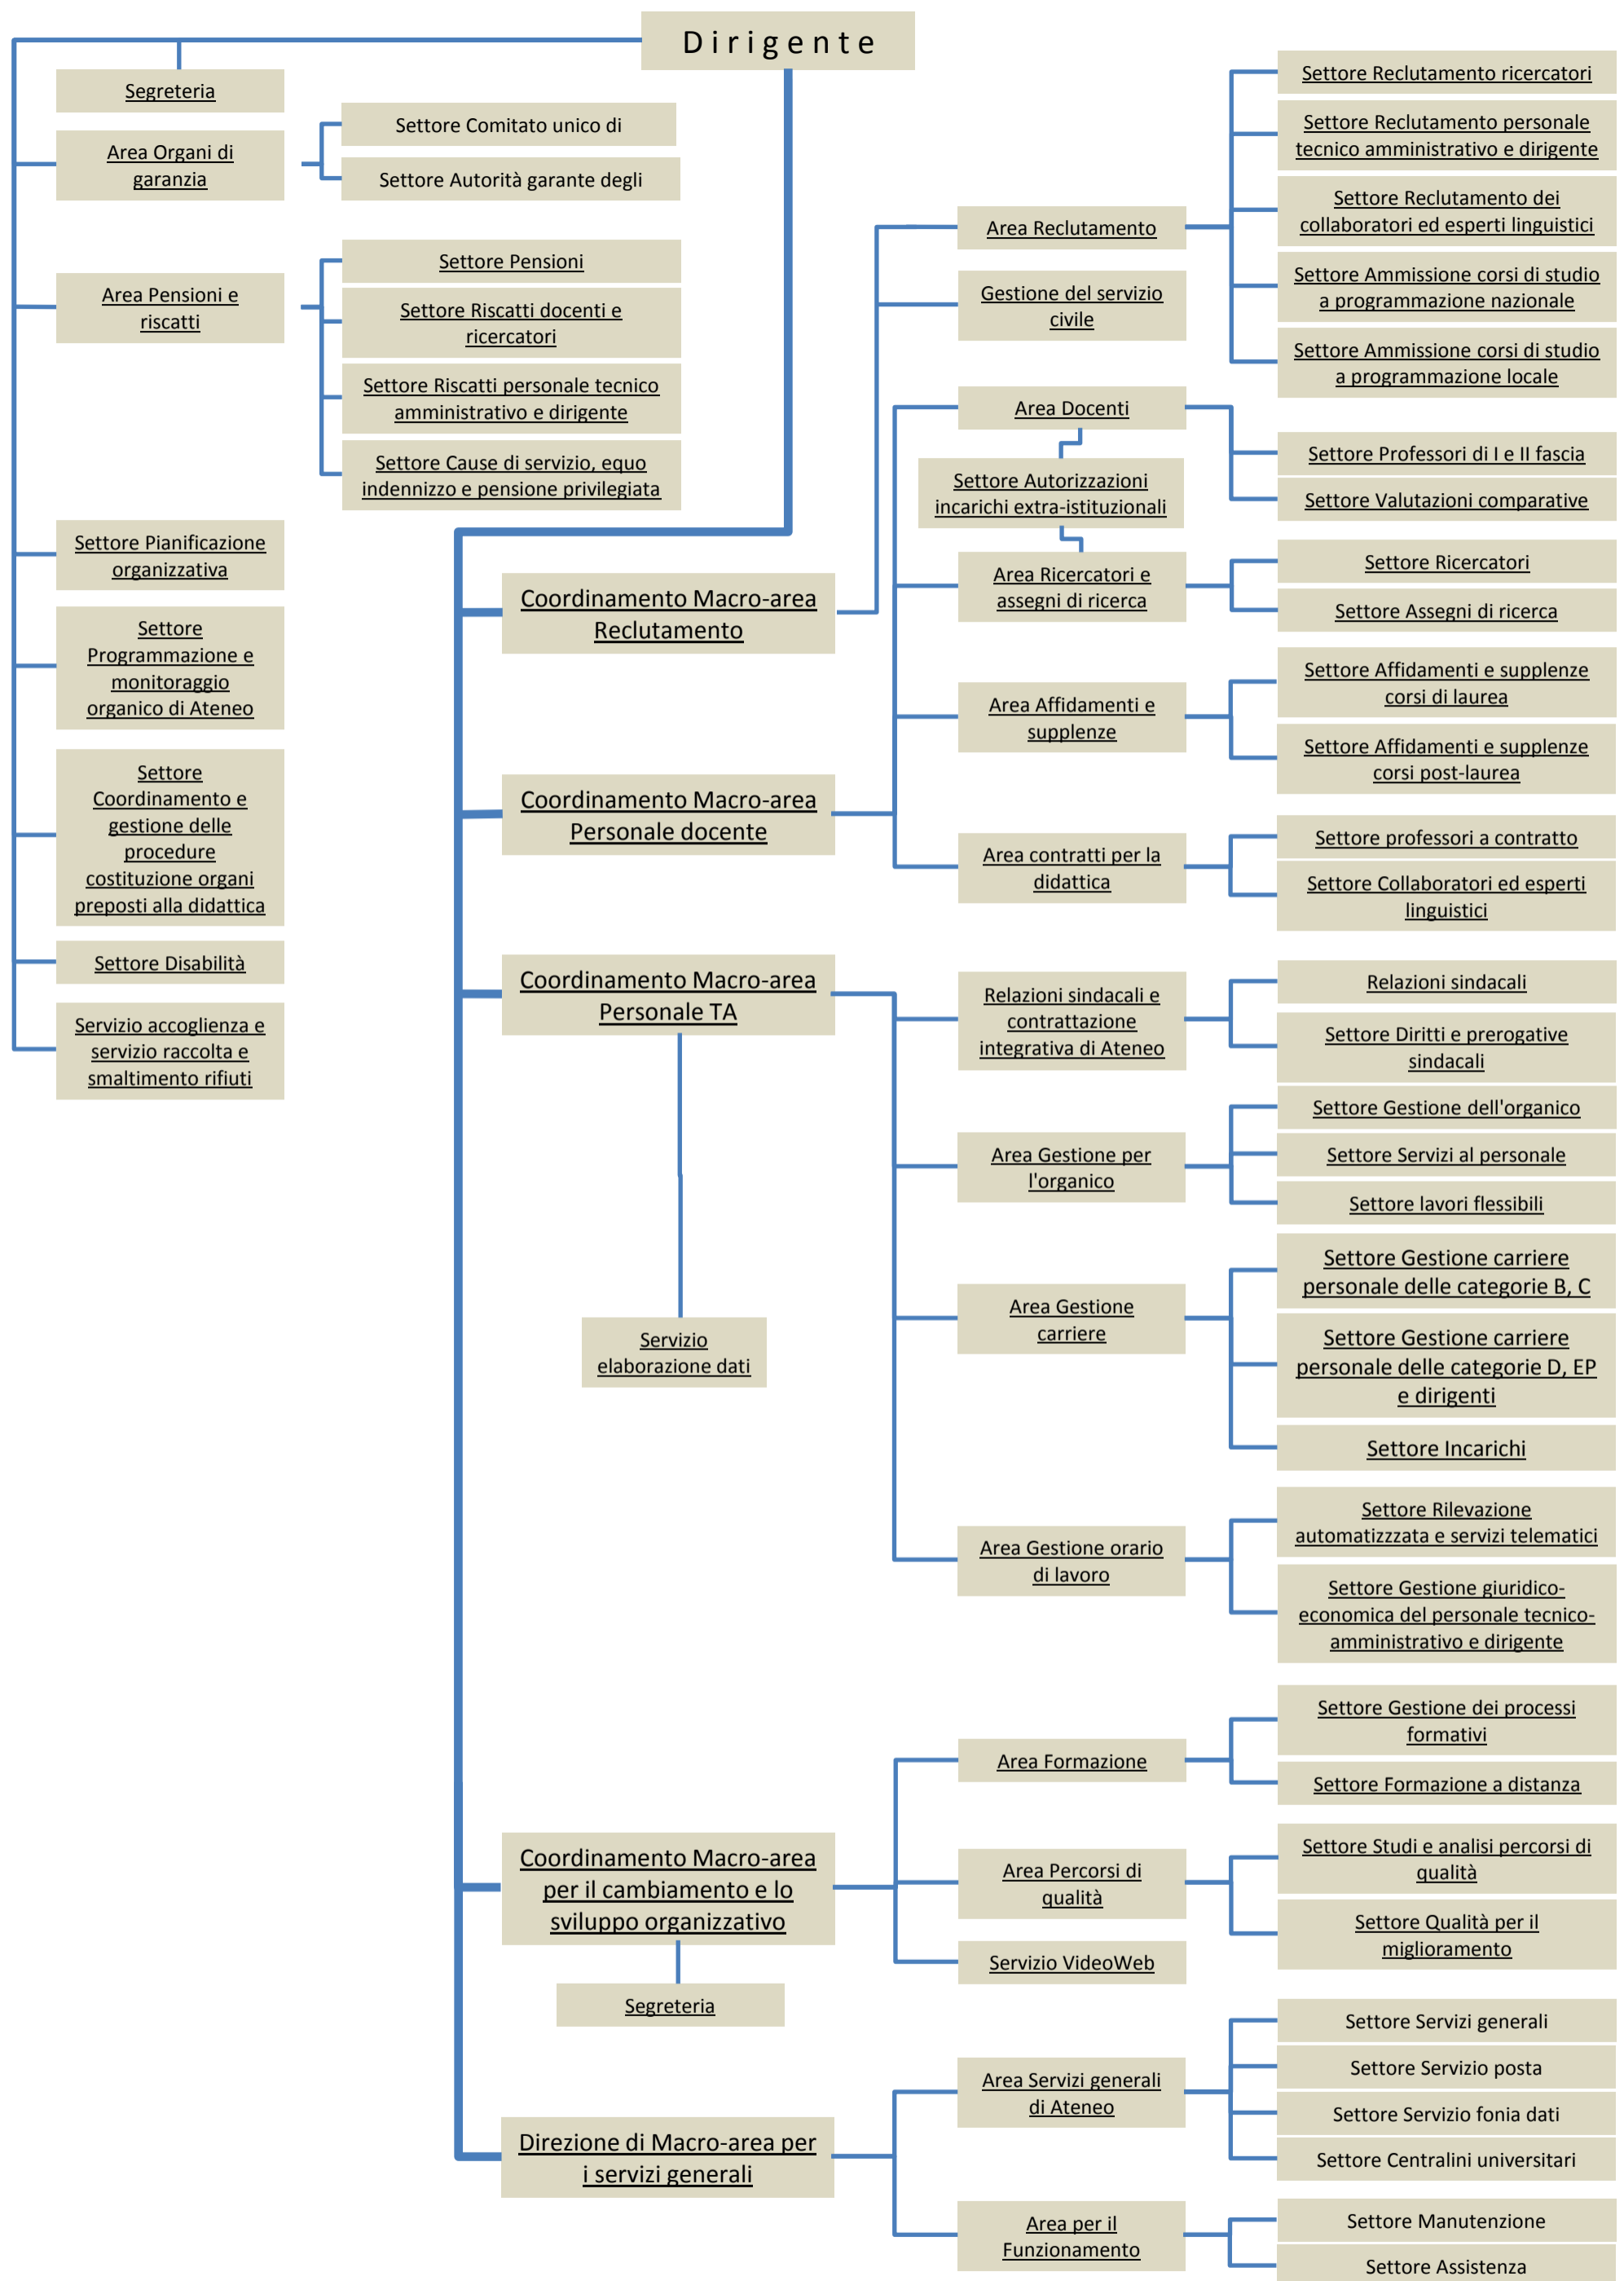 Dirigente
Segreteria
Area Organi di
garanzia
Settore Comitato unico di
Settore Autorità garante degli
Area Pensioni e
riscatti
Settore Pensioni
Settore Riscatti docenti e
ricercatori
Settore Riscatti personale tecnico
amministrativo e dirigente
Settore Cause di servizio, equo
indennizzo e pensione privilegiata
Settore Pianificazione
organizzativa
Settore
Programmazione e
monitoraggio
organico di Ateneo
Settore
Coordinamento e
gestione delle
procedure
costituzione organi
preposti alla didattica
Settore Disabilità
Servizio accoglienza e
servizio raccolta e
smaltimento rifiuti
Coordinamento Macro-area
Reclutamento
Area Reclutamento
Settore Reclutamento ricercatori
Settore Reclutamento personale
tecnico amministrativo e dirigente
Settore Reclutamento dei
collaboratori ed esperti linguistici
Settore Ammissione corsi di studio
a programmazione nazionale
Settore Ammissione corsi di studio
a programmazione locale
Gestione del servizio
civile
Coordinamento Macro-area
Personale docente
Area Docenti
Settore Professori di I e II fascia
Settore Valutazioni comparative
Settore Autorizzazioni
incarichi extra-istituzionali
Area Ricercatori e
assegni di ricerca
Settore Ricercatori
Settore Assegni di ricerca
Area Affidamenti e
supplenze
Settore Affidamenti e supplenze
corsi di laurea
Settore Affidamenti e supplenze
corsi post-laurea
Area contratti per la
didattica
Settore professori a contratto
Settore Collaboratori ed esperti
linguistici
Coordinamento Macro-area
Personale TA
Servizio
elaborazione dati
Relazioni sindacali e
contrattazione
integrativa di Ateneo
Relazioni sindacali
Settore Diritti e prerogative
sindacali
Area Gestione per
l'organico
Settore Gestione dell'organico
Settore Servizi al personale
Settore lavori flessibili
Area Gestione
carriere
Settore Gestione carriere
personale delle categorie B, C
Settore Gestione carriere
personale delle categorie D, EP
e dirigenti
Settore Incarichi
Area Gestione orario
di lavoro
Settore Rilevazione
automatizzzata e servizi telematici
Settore Gestione giuridico-
economica del personale tecnico-
amministrativo e dirigente
Coordinamento Macro-area
per il cambiamento e lo
sviluppo organizzativo
Segreteria
Area Formazione
Settore Gestione dei processi
formativi
Settore Formazione a distanza
Area Percorsi di
qualità
Settore Studi e analisi percorsi di
qualità
Settore Qualità per il
miglioramento
Servizio VideoWeb
Direzione di Macro-area per
i servizi generali
Area Servizi generali
di Ateneo
Settore Servizi generali
Settore Servizio posta
Settore Servizio fonia dati
Settore Centralini universitari
Area per il
Funzionamento
Settore Manutenzione
Settore Assistenza